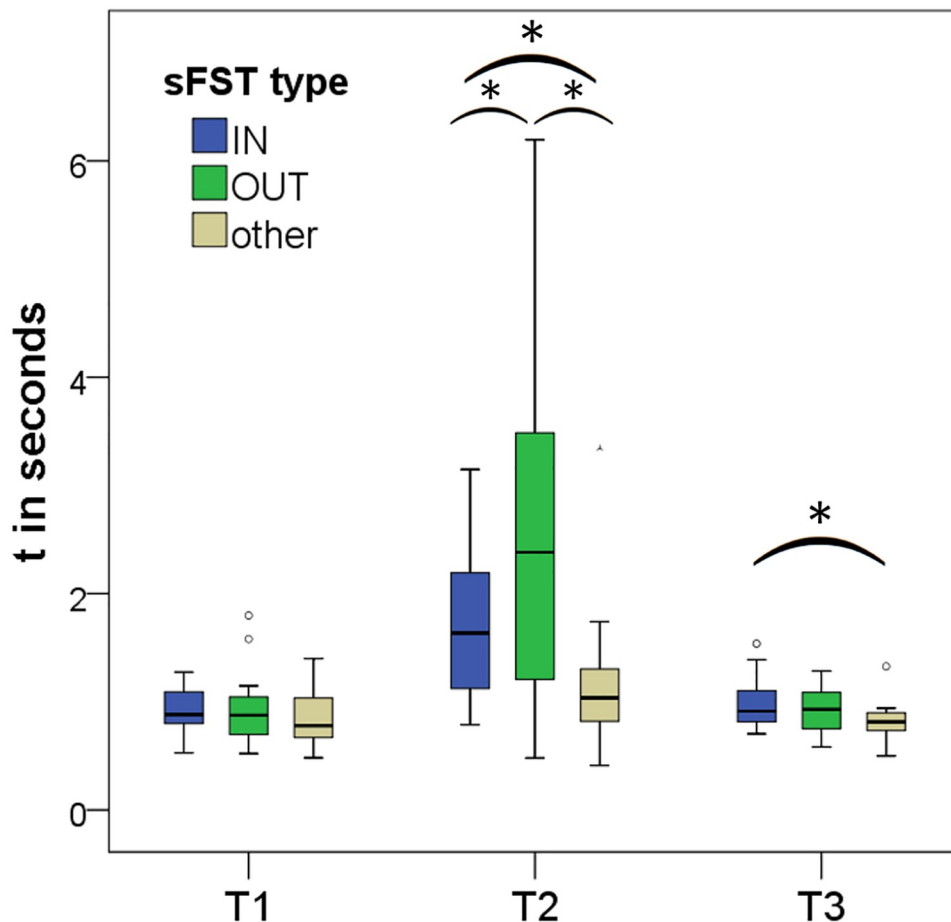 *
* *
sFST type
IN
OUT
other
t in seconds
6
4
2
0
*
T1 T2 T3